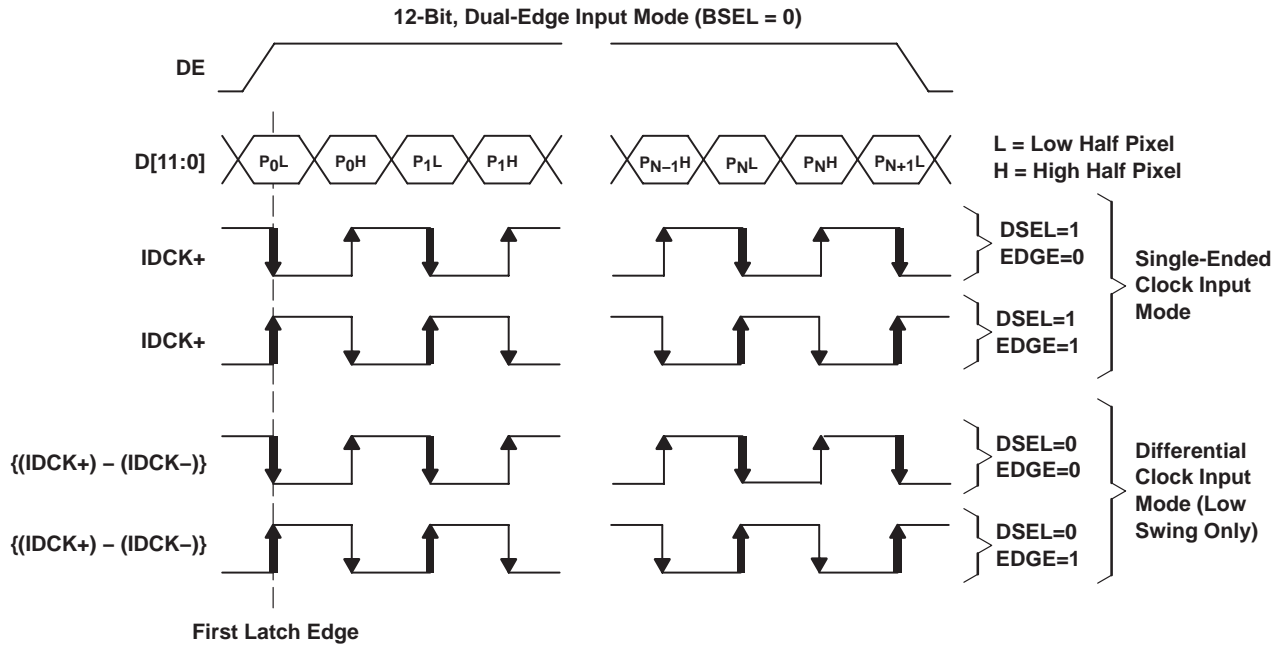 12-Bit, Dual-Edge Input Mode (BSEL = 0)
DE
D[11:0]
P0L
P0H
P1L
P1H
PN–1H
PNL
PNH
PN+1L
L = Low Half Pixel
H = High Half Pixel
IDCK+
DSEL=1
EDGE=0
IDCK+
DSEL=1
EDGE=1
Single-Ended
Clock Input
Mode
{(IDCK+) – (IDCK–)}
DSEL=0
EDGE=0
{(IDCK+) – (IDCK–)}
DSEL=0
EDGE=1
Differential
Clock Input
Mode (Low
Swing Only)
First Latch Edge